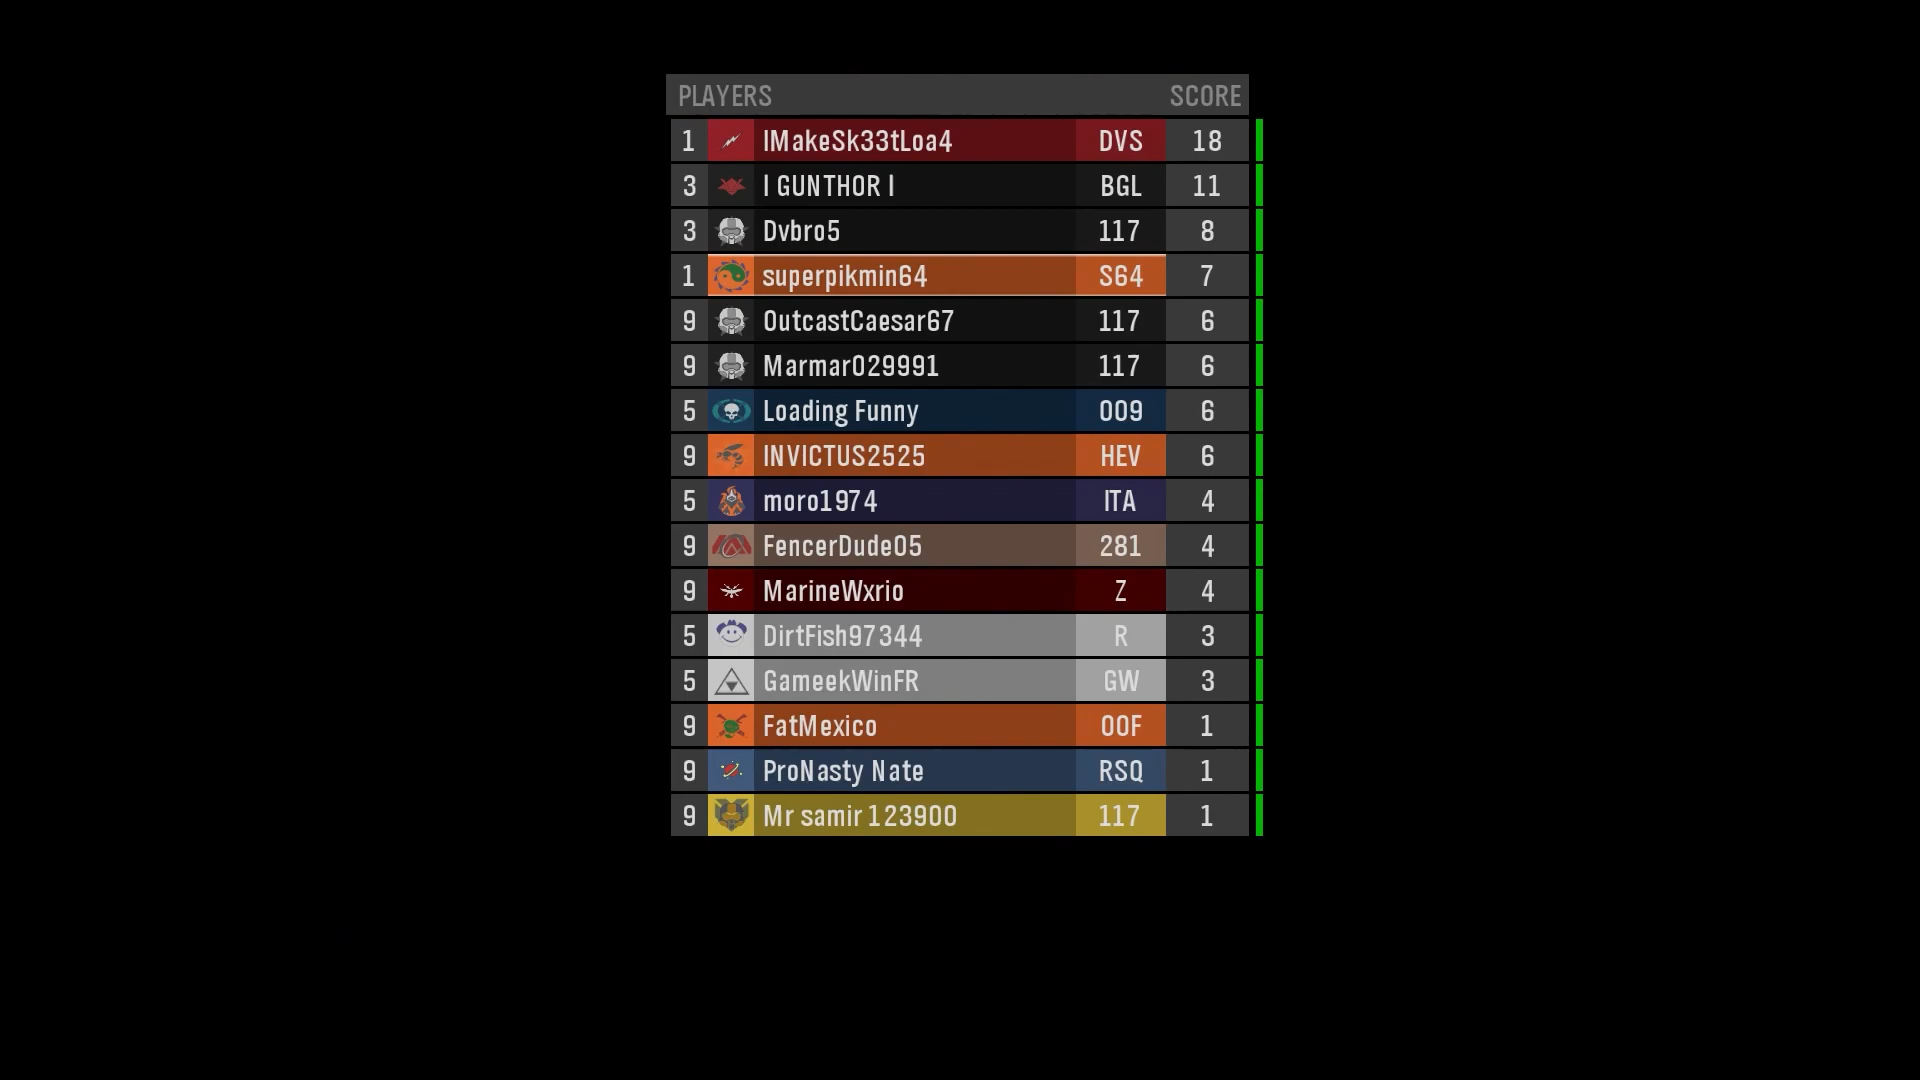 PLAYERS SCORE
1 IMakeSk33tLoa4 DVS 18
3 I GUNTHOR I BGL 11
3 Dvbro5 117 8
1 superpikmin64 S64 7
9 OutcastCaesar67 117 6
9 Marmar029991 117 6
5 Loading Funny 009 6
9 INVICTUS2525 HEV 6
5 moro1974 ITA 4
9 FencerDude05 281 4
9 MarineWxrio Z 4
5 DirtFish97344 R 3
5 GameekWinFR GW 3
9 FatMexico OOF 1
9 ProNasty Nate RSQ 1
9 Mr samir 123900 117 1